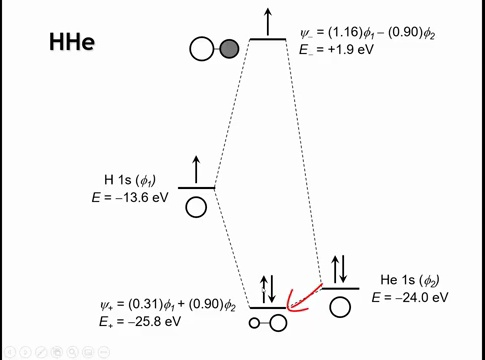 HHe
ψ₋ = (1.16)ϕ₁ − (0.90)ϕ₂
E₋ = +1.9 eV
H 1s (ϕ₁)
E = −13.6 eV
He 1s (ϕ₂)
E = −24.0 eV
ψ₊ = (0.31)ϕ₁ + (0.90)ϕ₂
E₊ = −25.8 eV